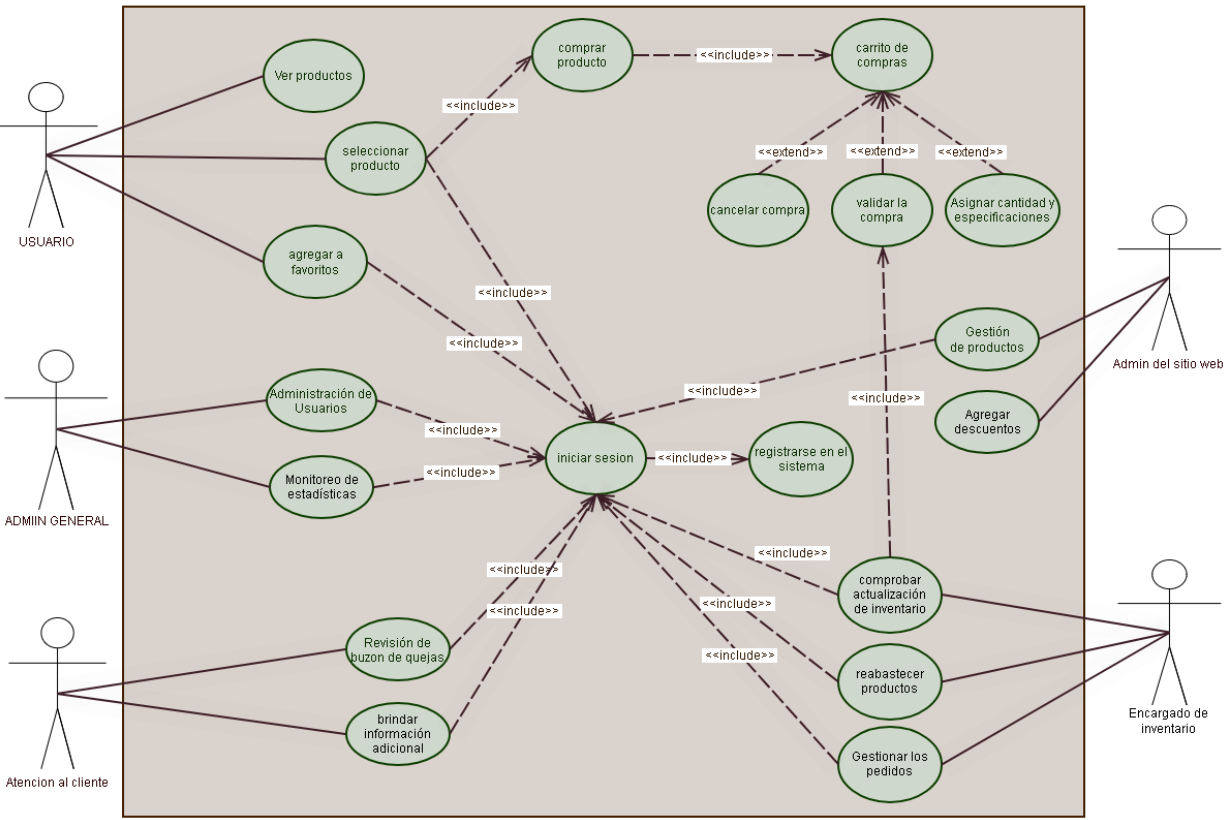 comprar
producto
<<include>>
carrito de
compras
Ver productos
<<include>>
seleccionar
producto
<<extend>>
<<extend>>
<<extend>>
cancelar compra
validar la
compra
Asignar cantidad y
especificaciones
USUARIO
agregar a
favoritos
<<include>>
<<include>>
Gestión
de productos
Admin del sitio web
<<include>>
Administración de
Usuarios
<<include>>
<<include>>
Agregar
descuentos
iniciar sesion
<<include>>
registrarse en el
sistema
<<include>>
Monitoreo de
estadísticas
ADMIIN GENERAL
<<include>>
<<include>>
comprobar
actualización
de inventario
<<include>>
<<include>>
Revisión de
buzon de quejas
<<include>>
reabastecer
productos
brindar
información
adicional
Encargado de
inventario
Gestionar los
pedidos
Atencion al cliente